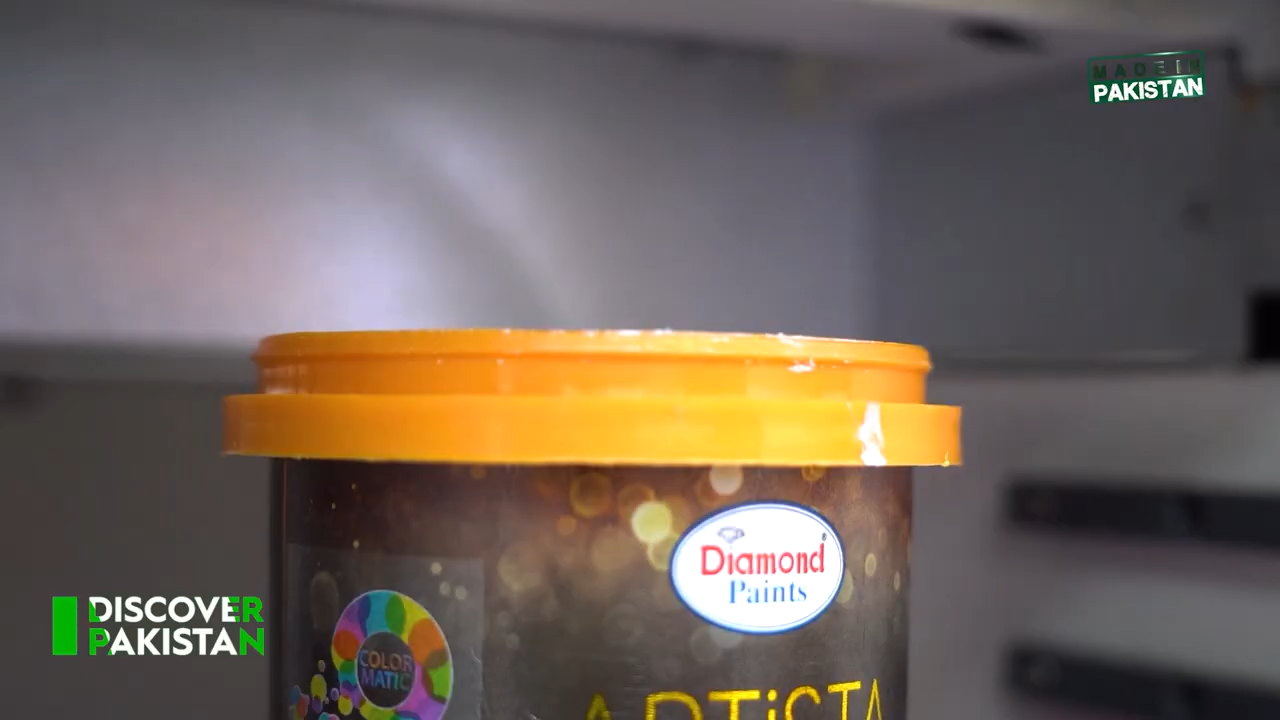 MADE IN
PAKISTAN
Diamond
Paints
DISCOVER
PAKISTAN
COLOR
MATIC
ARTiSTA